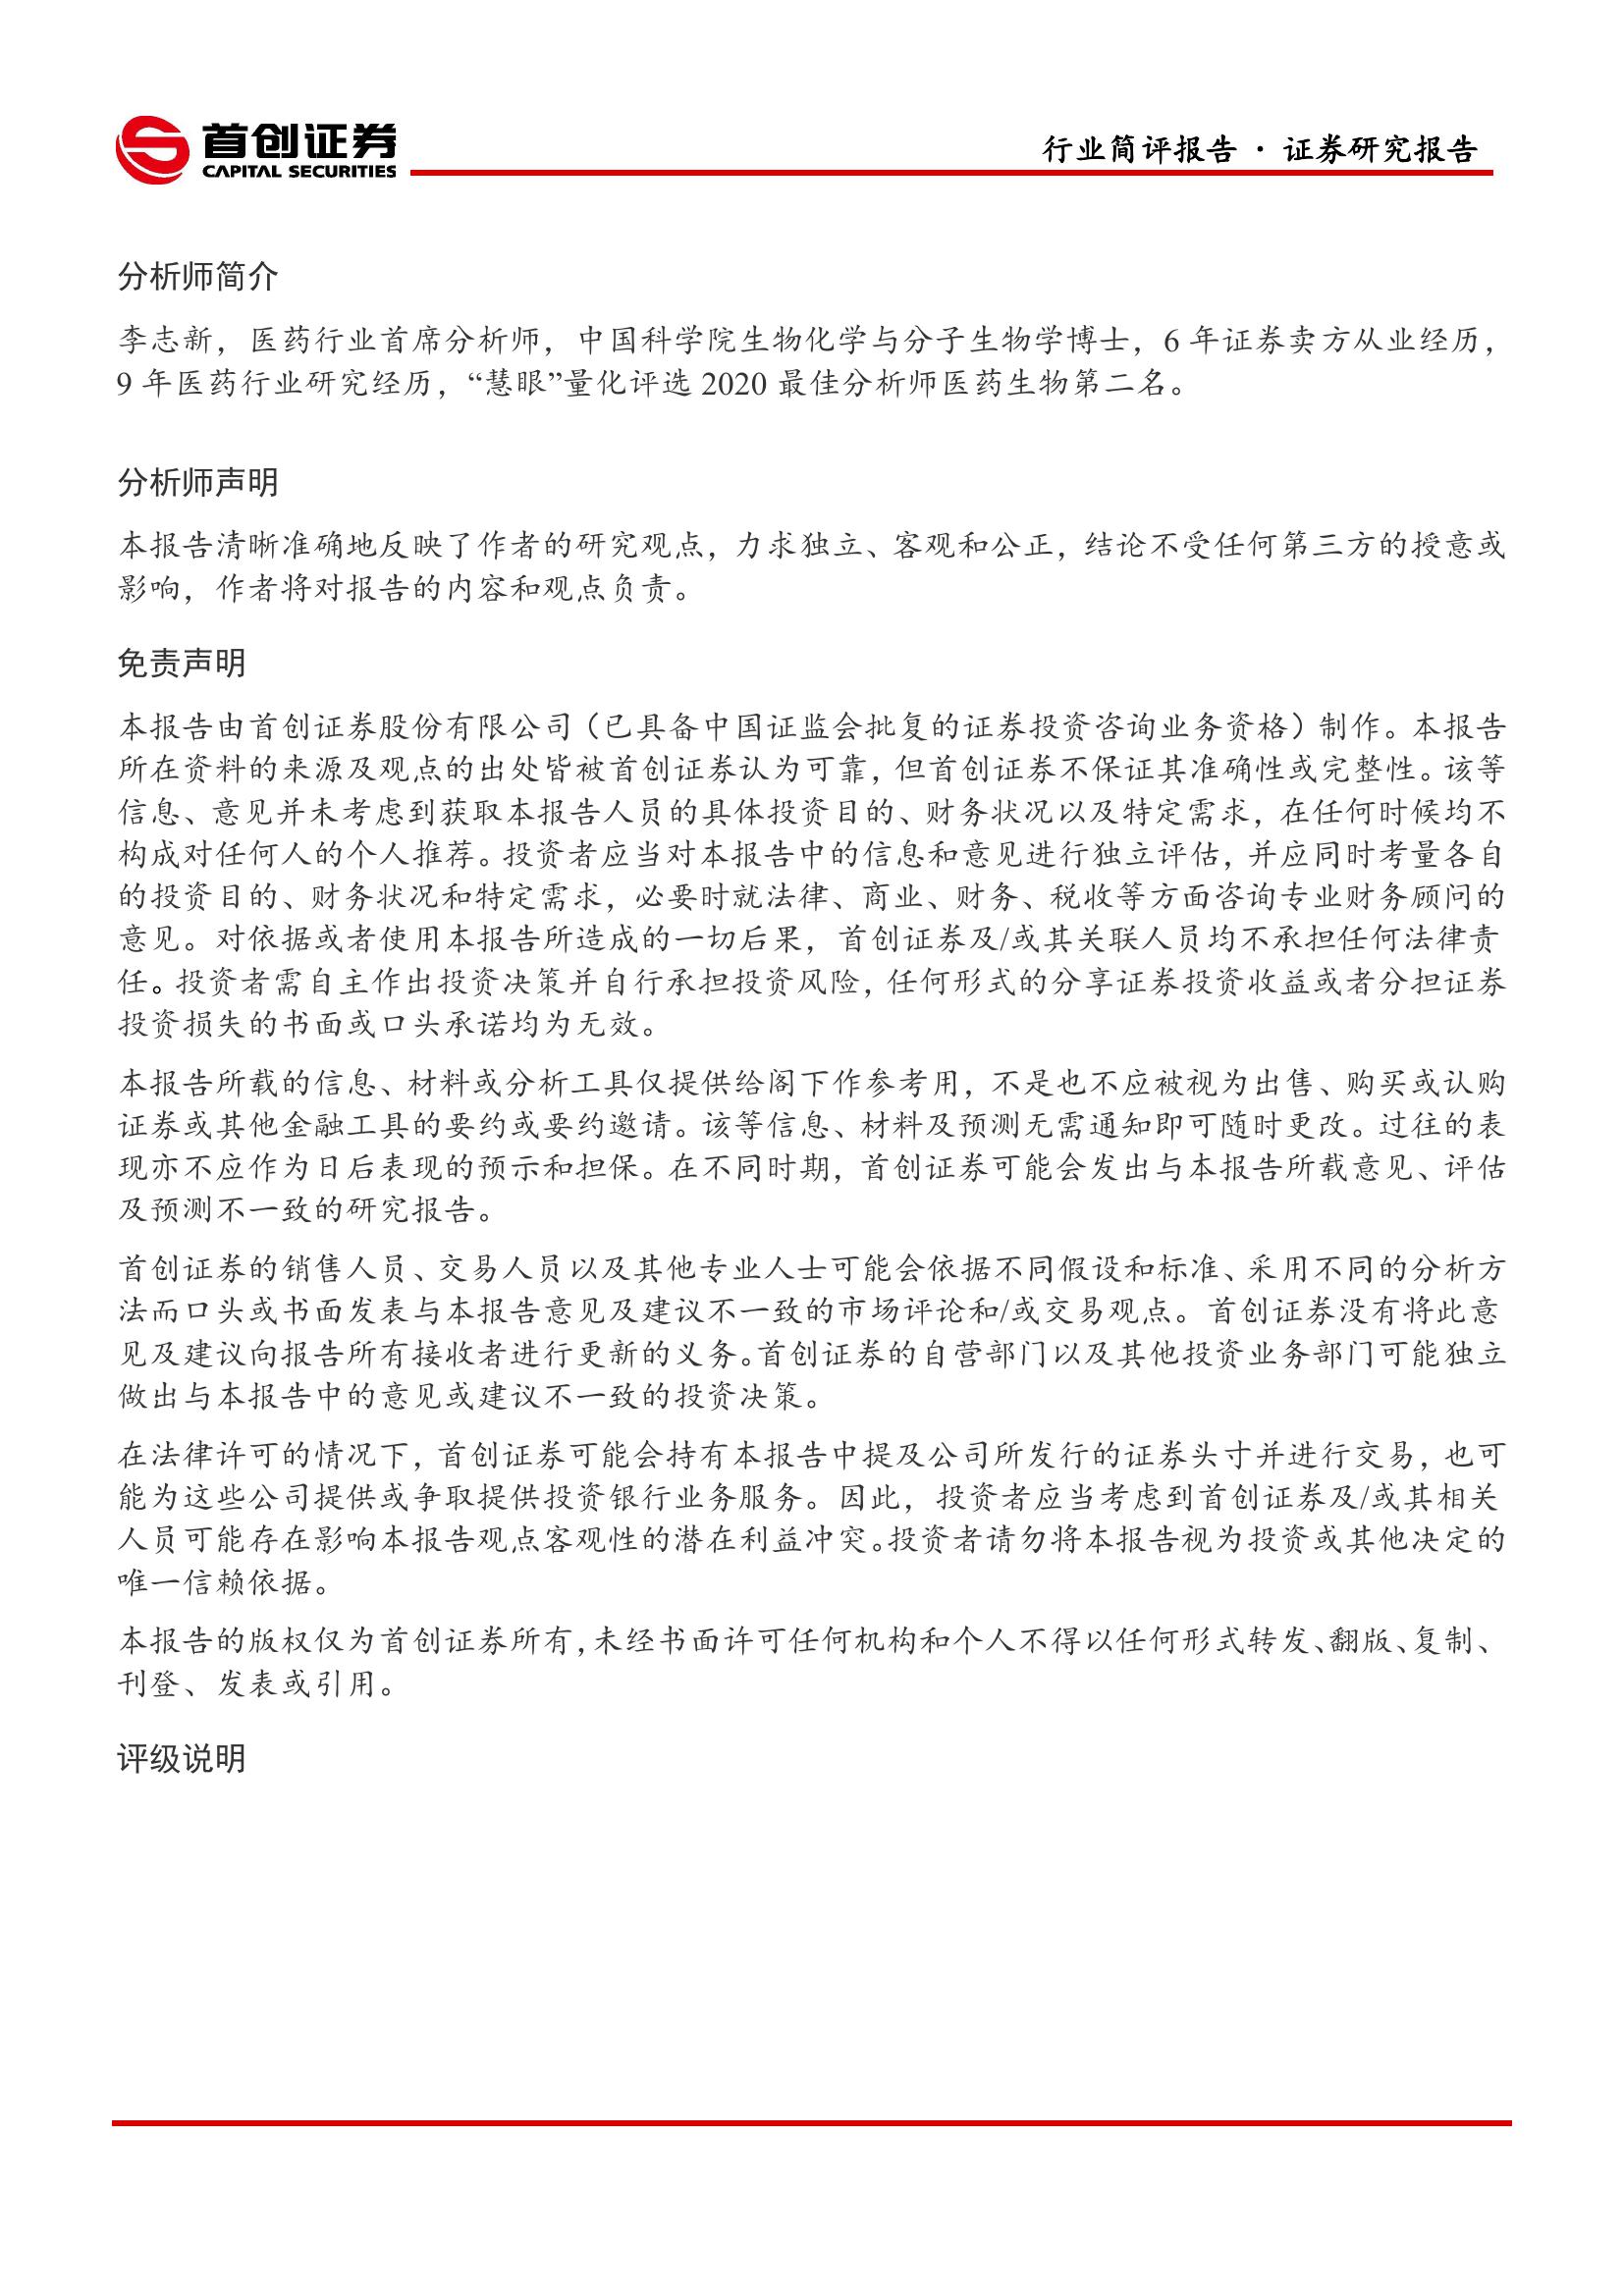 首创证券
CAPITAL SECURITIES
行业简评报告 · 证券研究报告
分析师简介
李志新，医药行业首席分析师，中国科学院生物化学与分子生物学博士，6 年证券卖方从业经历，
9 年医药行业研究经历，“慧眼”量化评选 2020 最佳分析师医药生物第二名。
分析师声明
本报告清晰准确地反映了作者的研究观点，力求独立、客观和公正，结论不受任何第三方的授意或
影响，作者将对报告的内容和观点负责。
免责声明
本报告由首创证券股份有限公司（已具备中国证监会批复的证券投资咨询业务资格）制作。本报告
所在资料的来源及观点的出处皆被首创证券认为可靠，但首创证券不保证其准确性或完整性。该等
信息、意见并未考虑到获取本报告人员的具体投资目的、财务状况以及特定需求，在任何时候均不
构成对任何人的个人推荐。投资者应当对本报告中的信息和意见进行独立评估，并应同时考量各自
的投资目的、财务状况和特定需求，必要时就法律、商业、财务、税收等方面咨询专业财务顾问的
意见。对依据或者使用本报告所造成的一切后果，首创证券及/或其关联人员均不承担任何法律责
任。投资者需自主作出投资决策并自行承担投资风险，任何形式的分享证券投资收益或者分担证券
投资损失的书面或口头承诺均为无效。
本报告所载的信息、材料或分析工具仅提供给阁下作参考用，不是也不应被视为出售、购买或认购
证券或其他金融工具的要约或要约邀请。该等信息、材料及预测无需通知即可随时更改。过往的表
现亦不应作为日后表现的预示和担保。在不同时期，首创证券可能会发出与本报告所载意见、评估
及预测不一致的研究报告。
首创证券的销售人员、交易人员以及其他专业人士可能会依据不同假设和标准、采用不同的分析方
法而口头或书面发表与本报告意见及建议不一致的市场评论和/或交易观点。首创证券没有将此意
见及建议向报告所有接收者进行更新的义务。首创证券的自营部门以及其他投资业务部门可能独立
做出与本报告中的意见或建议不一致的投资决策。
在法律许可的情况下，首创证券可能会持有本报告中提及公司所发行的证券头寸并进行交易，也可
能为这些公司提供或争取提供投资银行业务服务。因此，投资者应当考虑到首创证券及/或其相关
人员可能存在影响本报告观点客观性的潜在利益冲突。投资者请勿将本报告视为投资或其他决定的
唯一信赖依据。
本报告的版权仅为首创证券所有，未经书面许可任何机构和个人不得以任何形式转发、翻版、复制、
刊登、发表或引用。
评级说明